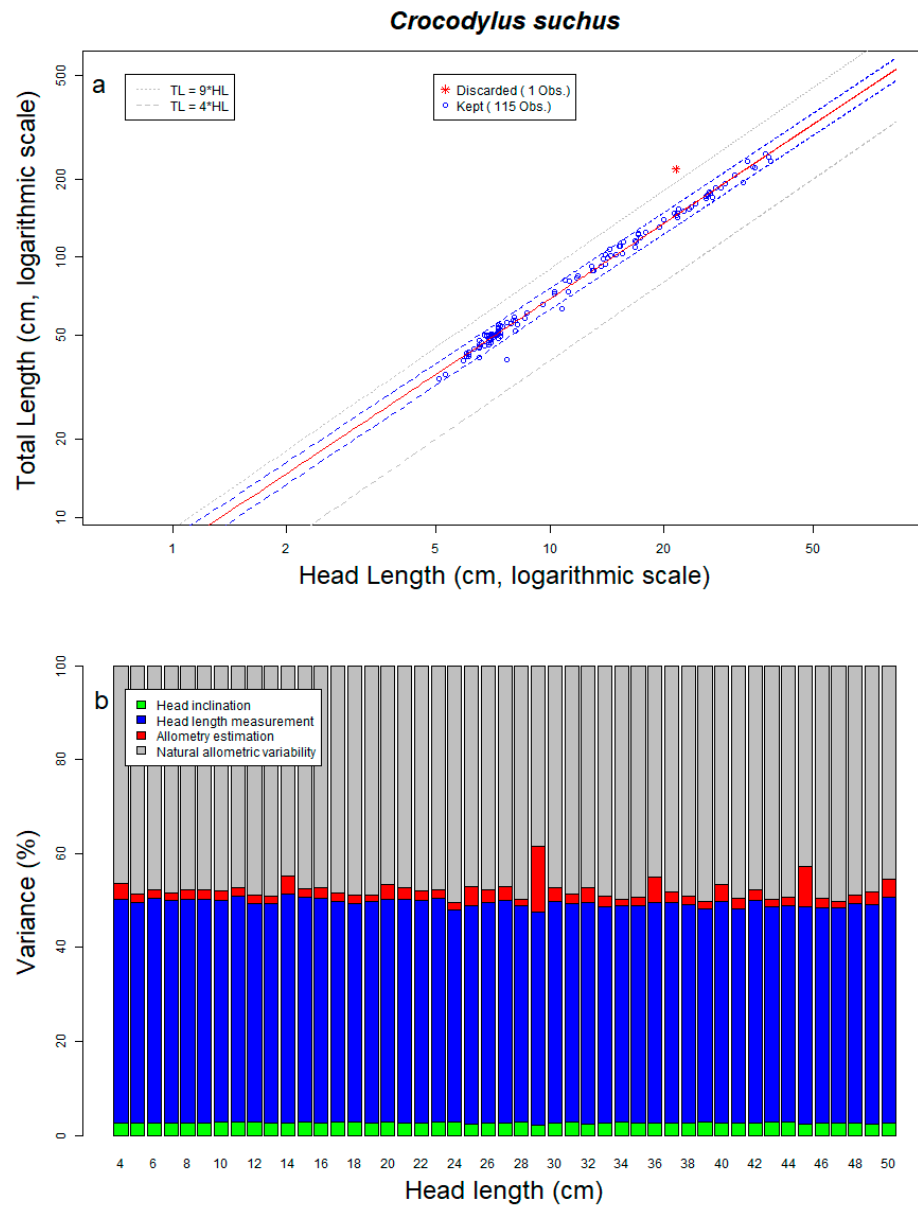 Crocodylus suchus
a
TL = 9*HL
TL = 4*HL
Discarded ( 1 Obs.)
Kept ( 115 Obs.)
Total Length (cm, logarithmic scale)
500
200
100
50
20
10
1 2 5 10 20 50
Head Length (cm, logarithmic scale)
b
Head inclination
Head length measurement
Allometry estimation
Natural allometric variability
Variance (%)
100
80
60
40
20
0
4 6 8 10 12 14 16 18 20 22 24 26 28 30 32 34 36 38 40 42 44 46 48 50
Head length (cm)